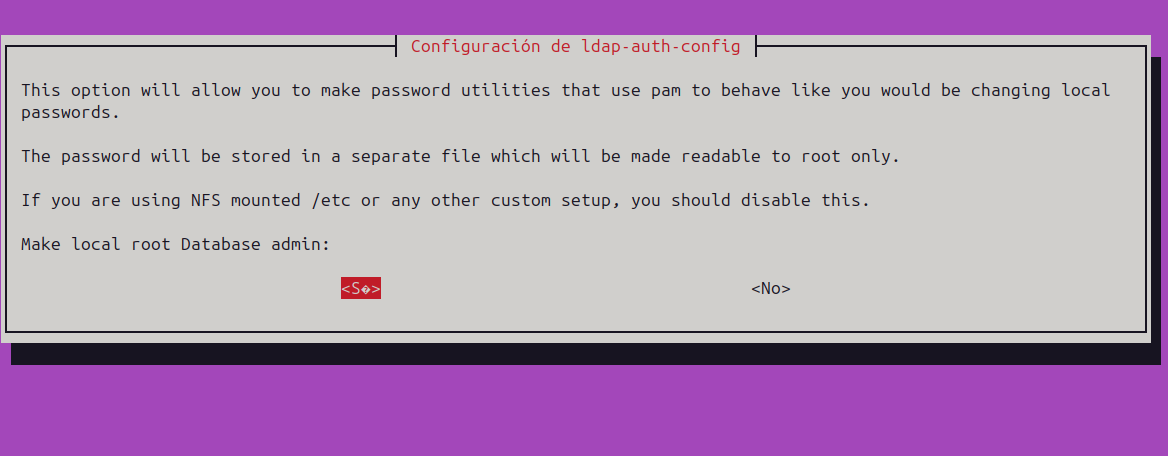 Configuración de ldap-auth-config
This option will allow you to make password utilities that use pam to behave like you would be changing local
passwords.
The password will be stored in a separate file which will be made readable to root only.
If you are using NFS mounted /etc or any other custom setup, you should disable this.
Make local root Database admin:
<S�> <No>